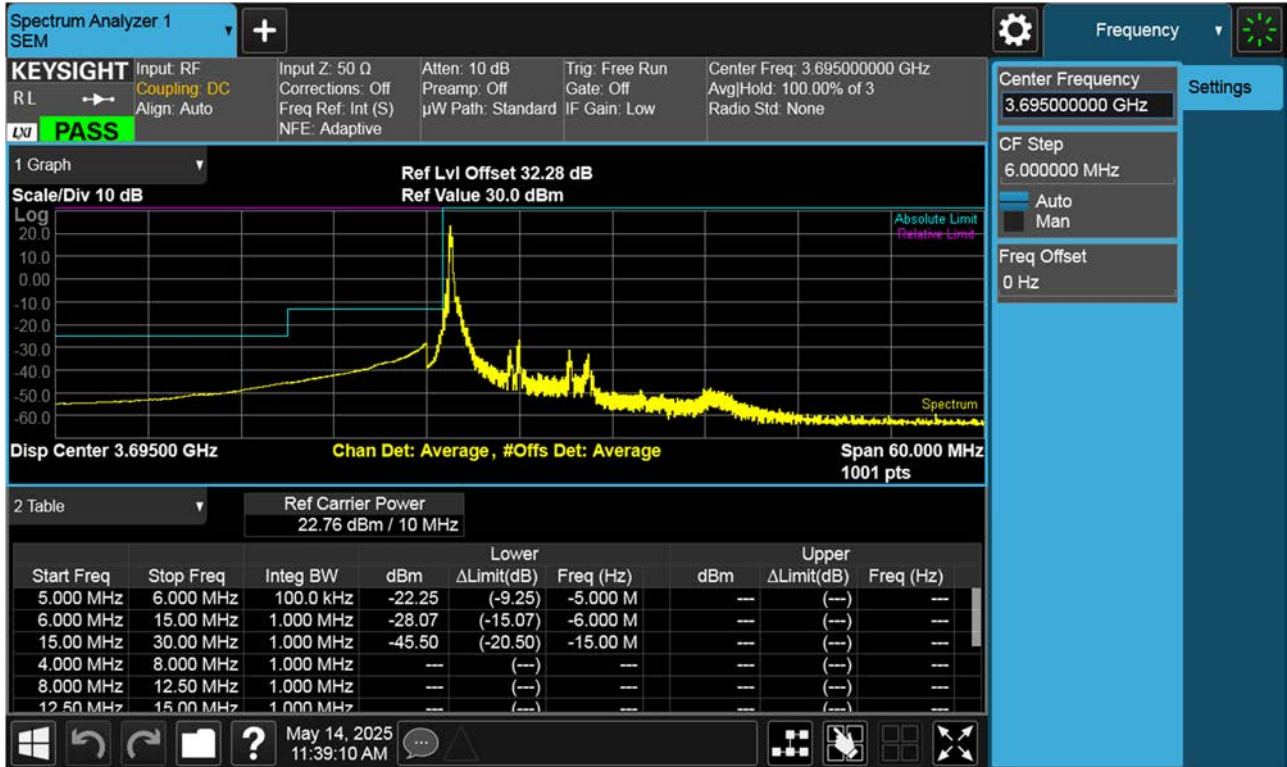 Spectrum Analyzer 1
SEM
Frequency
KEYSIGHT
RL
LXI
PASS
Input: RF
Coupling: DC
Align: Auto
Input Z: 50 Ω
Corrections: Off
Freq Ref: Int (S)
NFE: Adaptive
Atten: 10 dB
Preamp: Off
µW Path: Standard
Trig: Free Run
Gate: Off
IF Gain: Low
Center Freq: 3.695000000 GHz
Avg|Hold: 100.00% of 3
Radio Std: None
Center Frequency
3.695000000 GHz
Settings
CF Step
6.000000 MHz
Auto
Man
Freq Offset
0 Hz
1 Graph
Scale/Div 10 dB
Ref Lvl Offset 32.28 dB
Ref Value 30.0 dBm
Log
Absolute Limit
Relative Limit
20.0
10.0
0.00
-10.0
-20.0
-30.0
-40.0
-50.0
-60.0
Spectrum
Disp Center 3.69500 GHz
Chan Det: Average, #Offs Det: Average
Span 60.000 MHz
1001 pts
2 Table
Ref Carrier Power
22.76 dBm / 10 MHz
Lower Upper
Start Freq Stop Freq Integ BW dBm ΔLimit(dB) Freq (Hz) dBm ΔLimit(dB) Freq (Hz)
5.000 MHz 6.000 MHz 100.0 kHz -22.25 (-9.25) -5.000 M --- (---) ---
6.000 MHz 15.00 MHz 1.000 MHz -28.07 (-15.07) -6.000 M --- (---) ---
15.00 MHz 30.00 MHz 1.000 MHz -45.50 (-20.50) -15.00 M --- (---) ---
4.000 MHz 8.000 MHz 1.000 MHz --- (---) --- --- (---) ---
8.000 MHz 12.50 MHz 1.000 MHz --- (---) --- --- (---) ---
12.50 MHz 15.00 MHz 1.000 MHz --- (---) --- --- (---) ---
May 14, 2025
11:39:10 AM